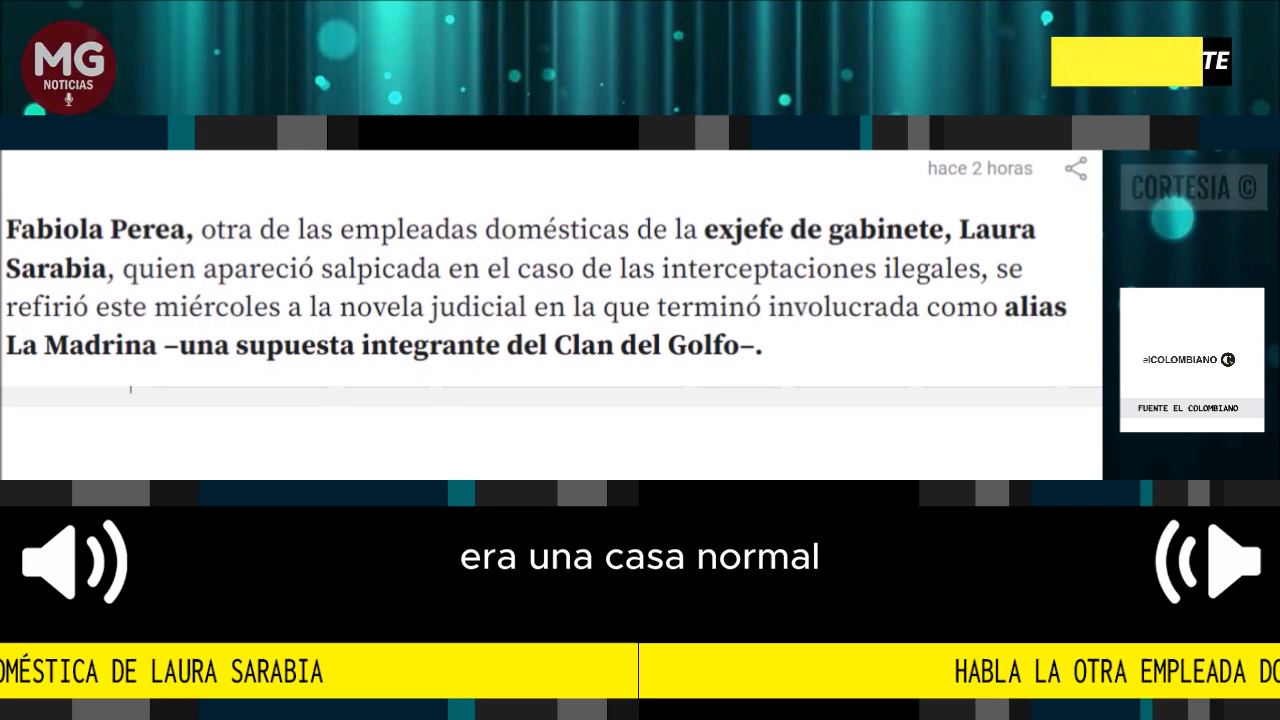 MG
NOTICIAS
TE
hace 2 horas
CORTESIA ©
Fabiola Perea, otra de las empleadas domésticas de la exjefe de gabinete, Laura
Sarabia, quien apareció salpicada en el caso de las interceptaciones ilegales, se
refirió este miércoles a la novela judicial en la que terminó involucrada como alias
La Madrina –una supuesta integrante del Clan del Golfo–.
elCOLOMBIANO
FUENTE EL COLOMBIANO
era una casa normal
OMÉSTICA DE LAURA SARABIA
HABLA LA OTRA EMPLEADA DO